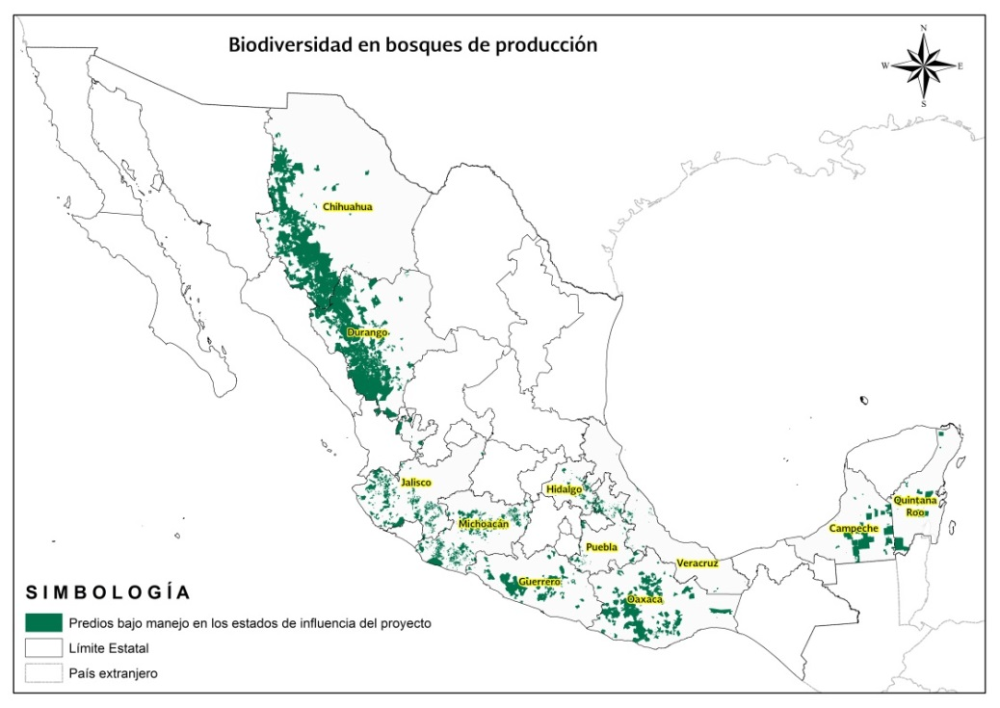 Biodiversidad en bosques de producción
N
W E
S
Chihuahua
Durango
Jalisco
Hidalgo
Michoacán
Puebla
Guerrero
Oaxaca
Veracruz
Campeche
Quintana
Roo
SIMBOLOGÍA
Predios bajo manejo en los estados de influencia del proyecto
Límite Estatal
País extranjero